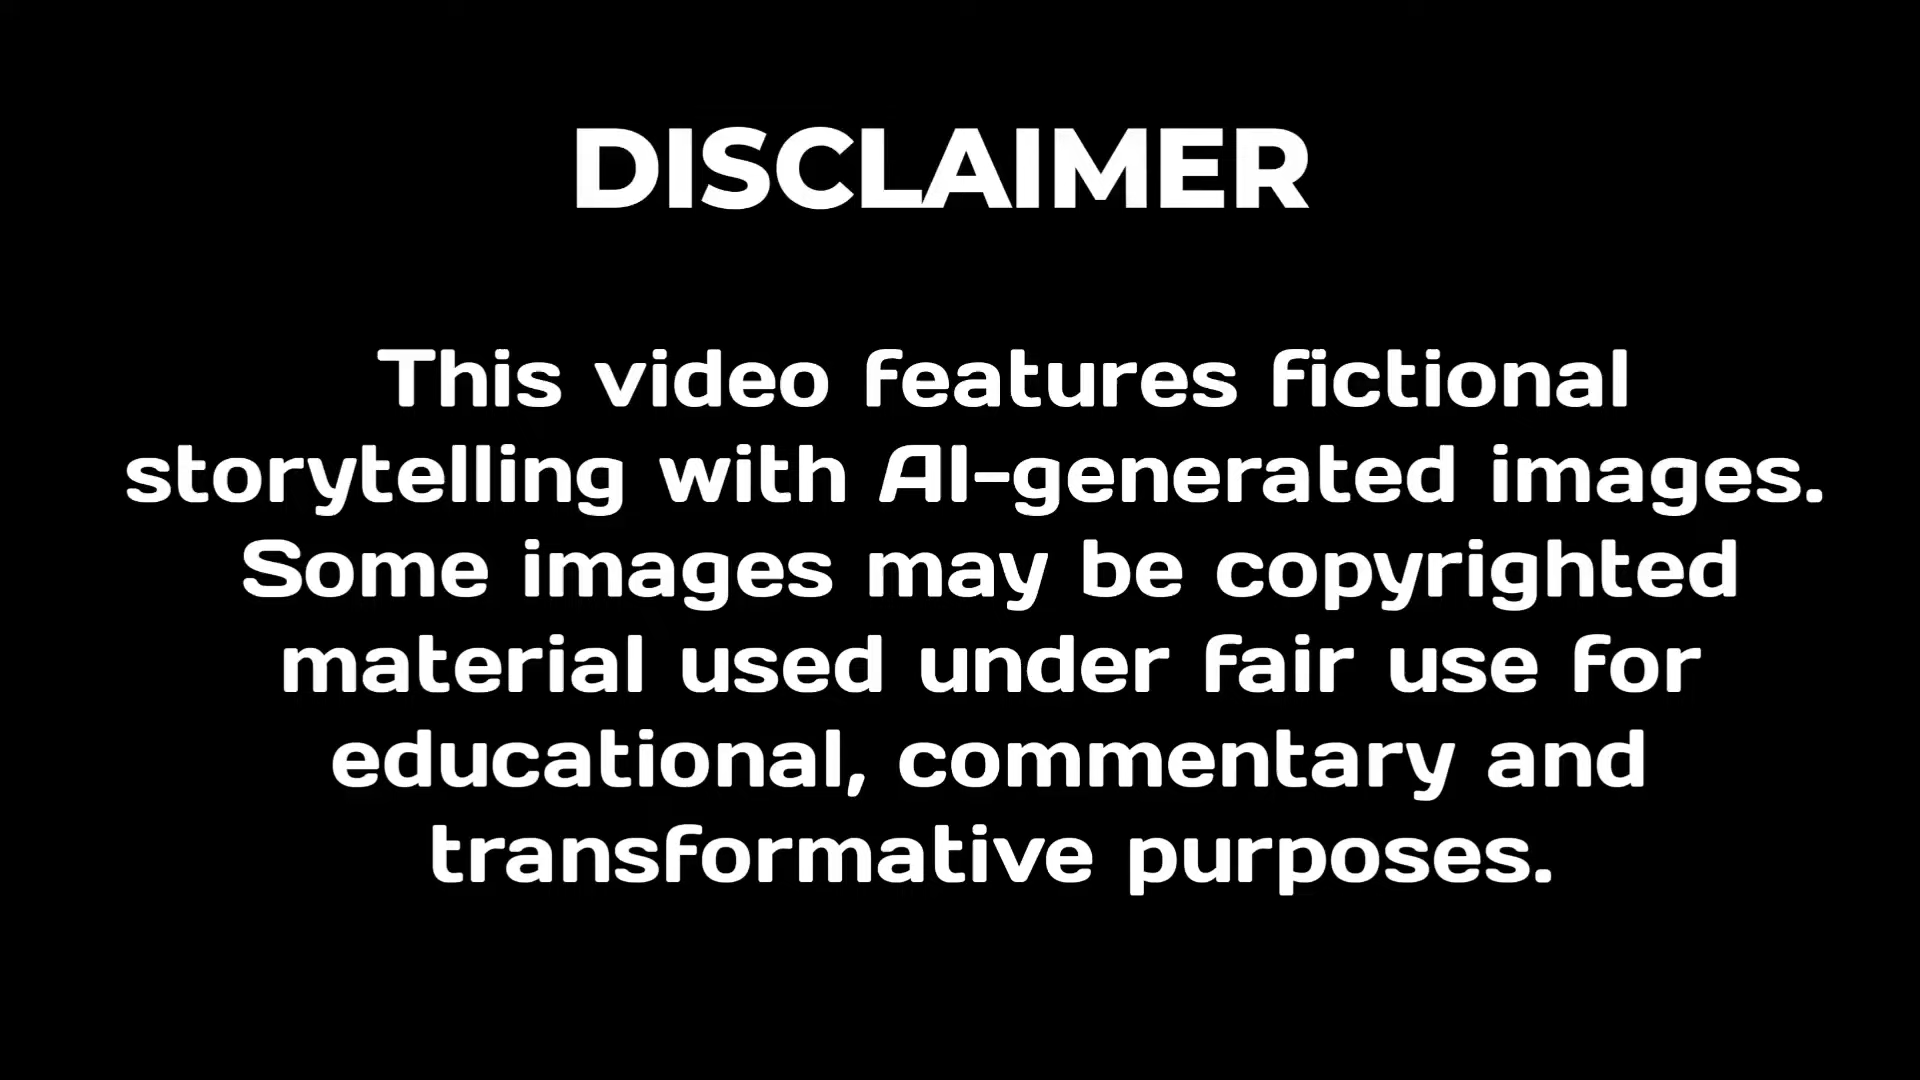 DISCLAIMER
This video features fictional
storytelling with AI-generated images.
Some images may be copyrighted
material used under fair use for
educational, commentary and
transformative purposes.